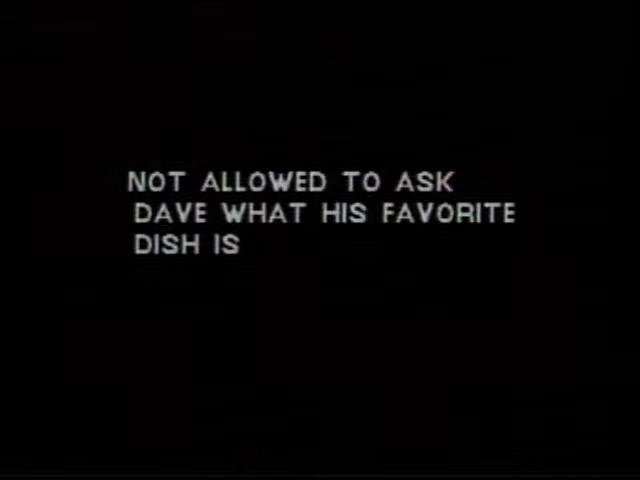 NOT ALLOWED TO ASK
DAVE WHAT HIS FAVORITE
DISH IS